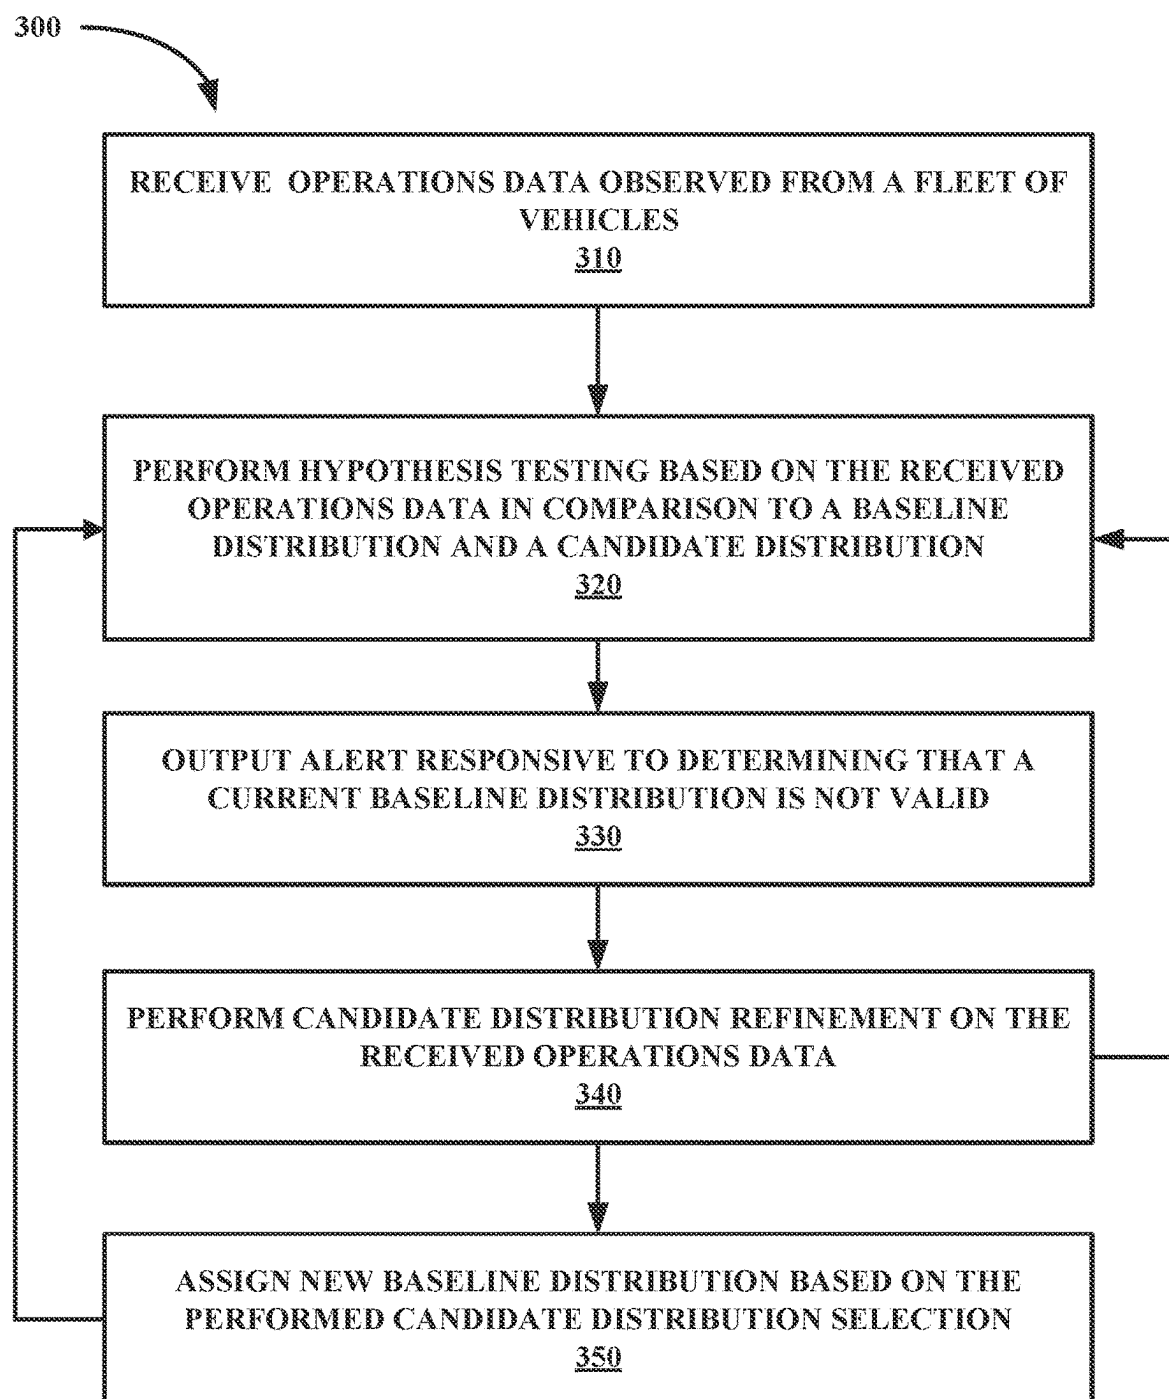 300
RECEIVE OPERATIONS DATA OBSERVED FROM A FLEET OF
VEHICLES
310
PERFORM HYPOTHESIS TESTING BASED ON THE RECEIVED
OPERATIONS DATA IN COMPARISON TO A BASELINE
DISTRIBUTION AND A CANDIDATE DISTRIBUTION
320
OUTPUT ALERT RESPONSIVE TO DETERMINING THAT A
CURRENT BASELINE DISTRIBUTION IS NOT VALID
330
PERFORM CANDIDATE DISTRIBUTION REFINEMENT ON THE
RECEIVED OPERATIONS DATA
340
ASSIGN NEW BASELINE DISTRIBUTION BASED ON THE
PERFORMED CANDIDATE DISTRIBUTION SELECTION
350